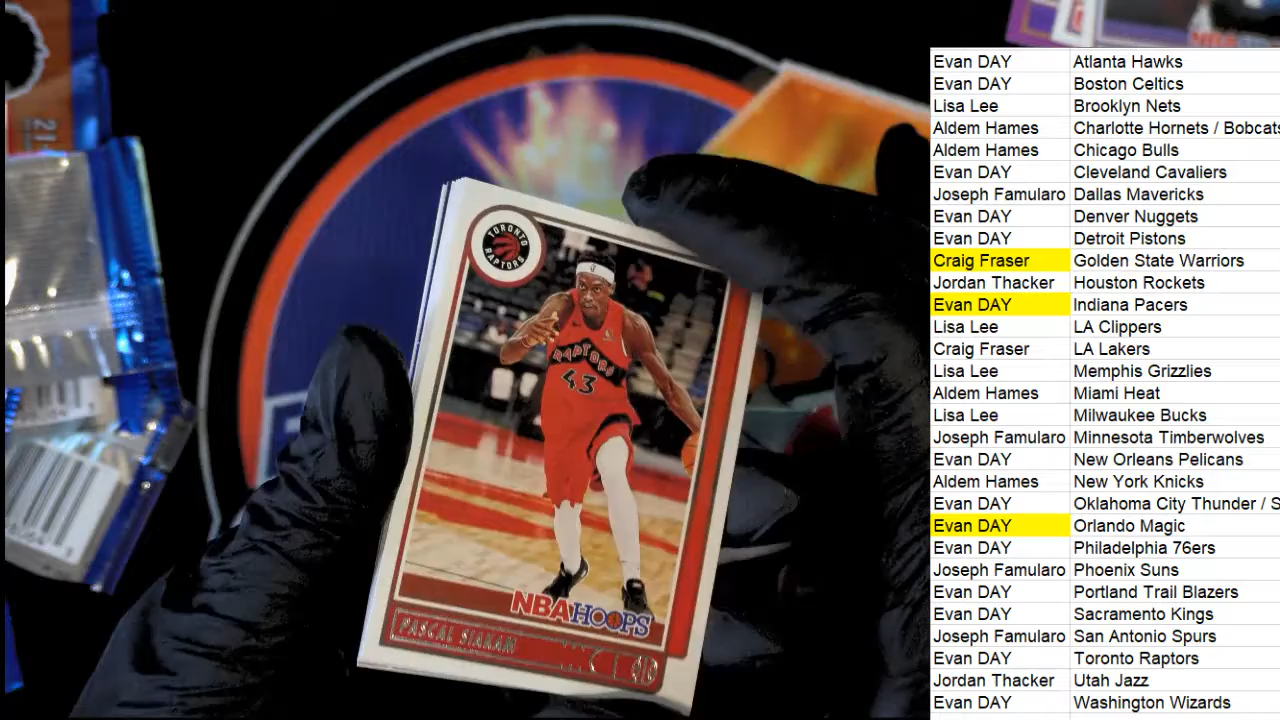 Evan DAY Atlanta Hawks
Evan DAY Boston Celtics
Lisa Lee Brooklyn Nets
Aldem Hames Charlotte Hornets / Bobcats
Aldem Hames Chicago Bulls
Evan DAY Cleveland Cavaliers
Joseph Famularo Dallas Mavericks
Evan DAY Denver Nuggets
Evan DAY Detroit Pistons
Craig Fraser Golden State Warriors
Jordan Thacker Houston Rockets
Evan DAY Indiana Pacers
Lisa Lee LA Clippers
Craig Fraser LA Lakers
Lisa Lee Memphis Grizzlies
Aldem Hames Miami Heat
Lisa Lee Milwaukee Bucks
Joseph Famularo Minnesota Timberwolves
Evan DAY New Orleans Pelicans
Aldem Hames New York Knicks
Evan DAY Oklahoma City Thunder / S
Evan DAY Orlando Magic
Evan DAY Philadelphia 76ers
Joseph Famularo Phoenix Suns
Evan DAY Portland Trail Blazers
Evan DAY Sacramento Kings
Joseph Famularo San Antonio Spurs
Evan DAY Toronto Raptors
Jordan Thacker Utah Jazz
Evan DAY Washington Wizards
TORONTO
RAPTORS
RAPTORS
43
NBA HOOPS
PASCAL SIAKAM